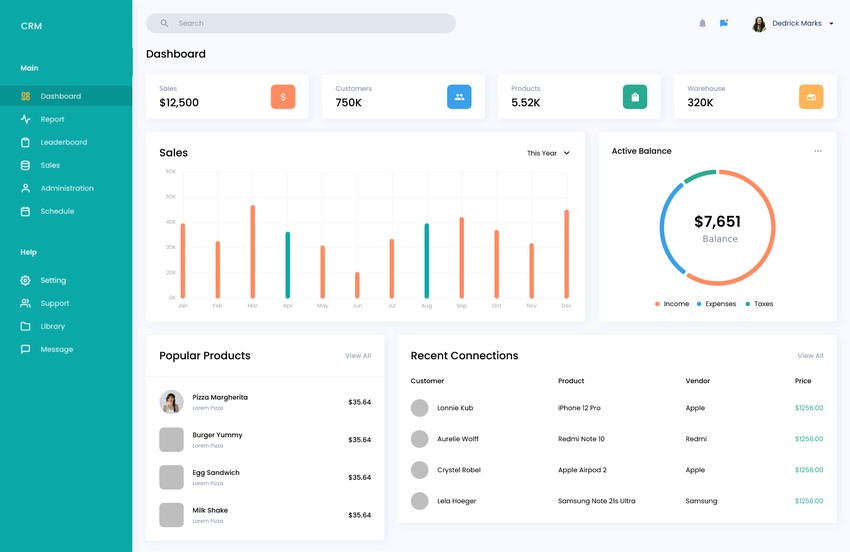 CRM
Main
Dashboard
Report
Leaderboard
Sales
Administration
Schedule
Help
Setting
Support
Library
Message
Search
Dedrick Marks
Dashboard
Sales
$12,500
Customers
750K
Products
5.52K
Warehouse
320K
Sales
This Year
60K
50K
40K
30K
20K
0K
Jan Feb Mar Apr May Jun Jul Aug Sep Oct Nov Dec
Active Balance
$7,651
Balance
Income Expenses Taxes
Popular Products
View All
Pizza Margherita
Lorem Pizza
$35.64
Burger Yummy
Lorem Pizza
$35.64
Egg Sandwich
Lorem Pizza
$35.64
Milk Shake
Lorem Pizza
$35.64
Recent Connections
View All
Customer Product Vendor Price
Lonnie Kub iPhone 12 Pro Apple $1256.00
Aurelie Wolff Redmi Note 10 Redmi $1256.00
Crystel Robel Apple Airpod 2 Apple $1256.00
Lela Hoeger Samsung Note 21s Ultra Samsung $1256.00